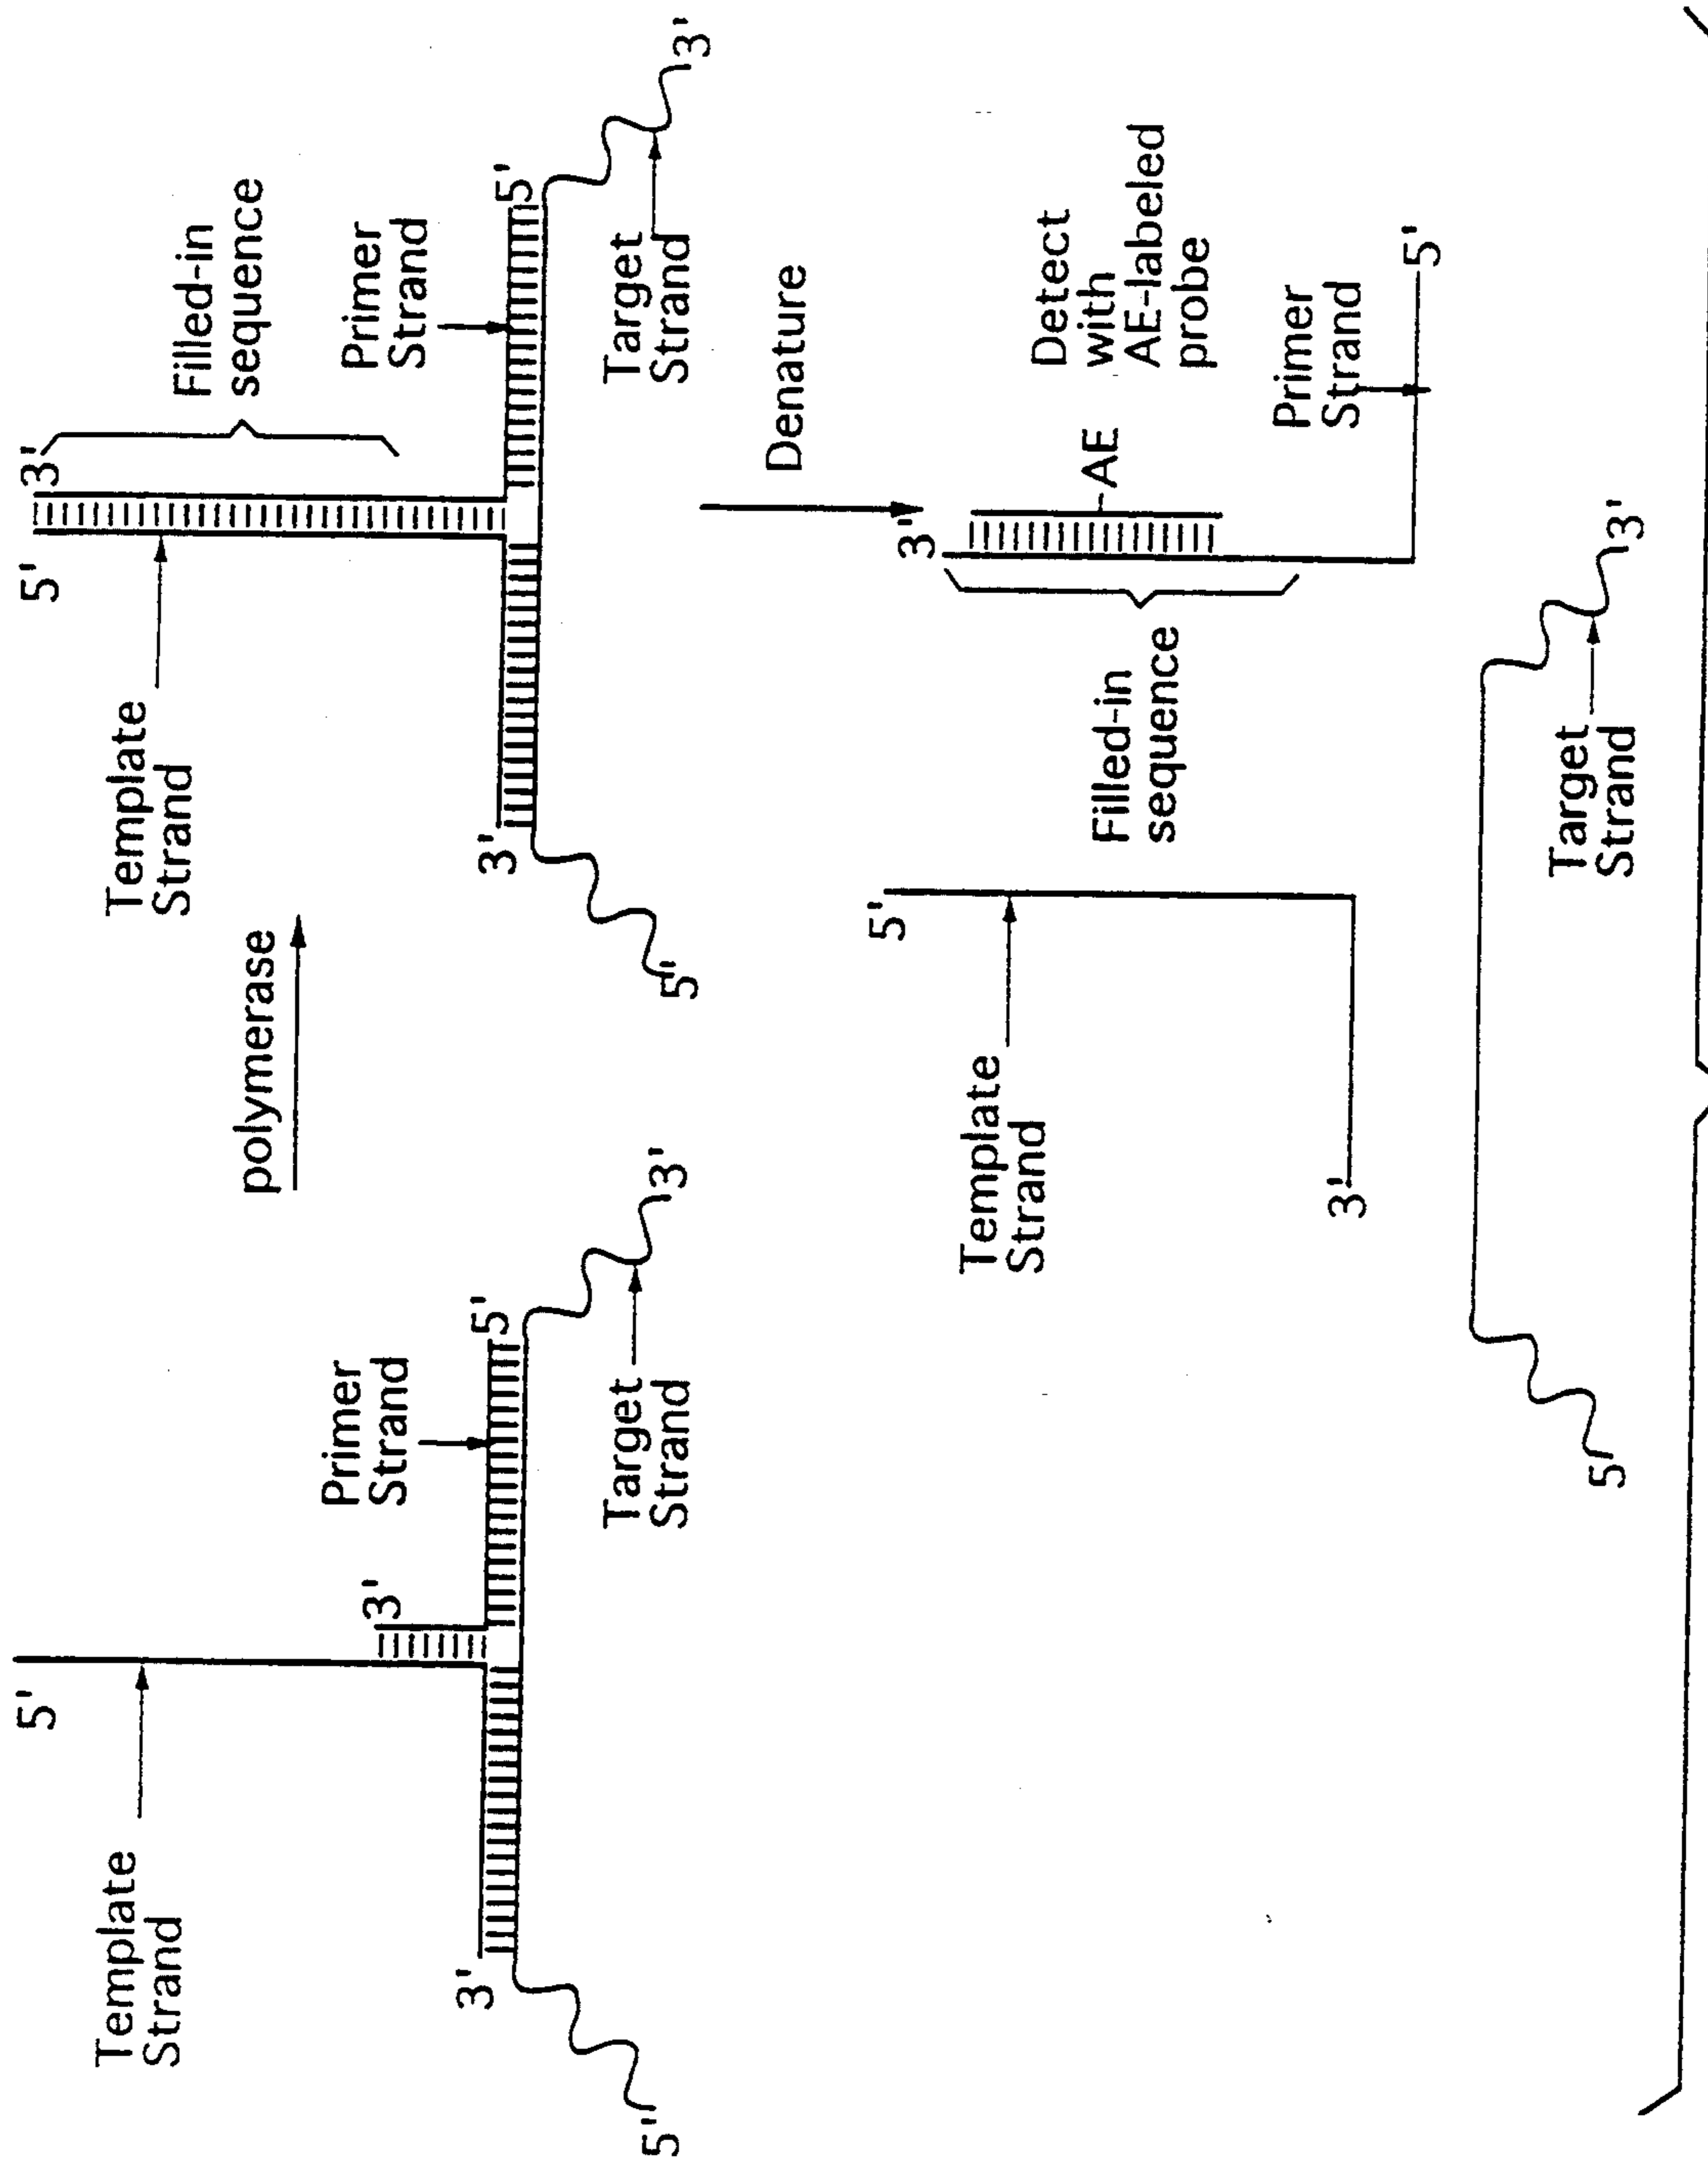 5'
Template
Strand
3'
Primer
Strand
3'
5'
5'
Target
Strand
3'
polymerase
5'
3'
Template
Strand
Filled-in
sequence
Primer
Strand
3'
5'
5'
Target
Strand
3'
Denature
5'
Template
Strand
3'
3'
Filled-in
sequence
AE
Detect
with
AE-labeled
probe
Primer
Strand
5'
5'
Target
Strand
3'